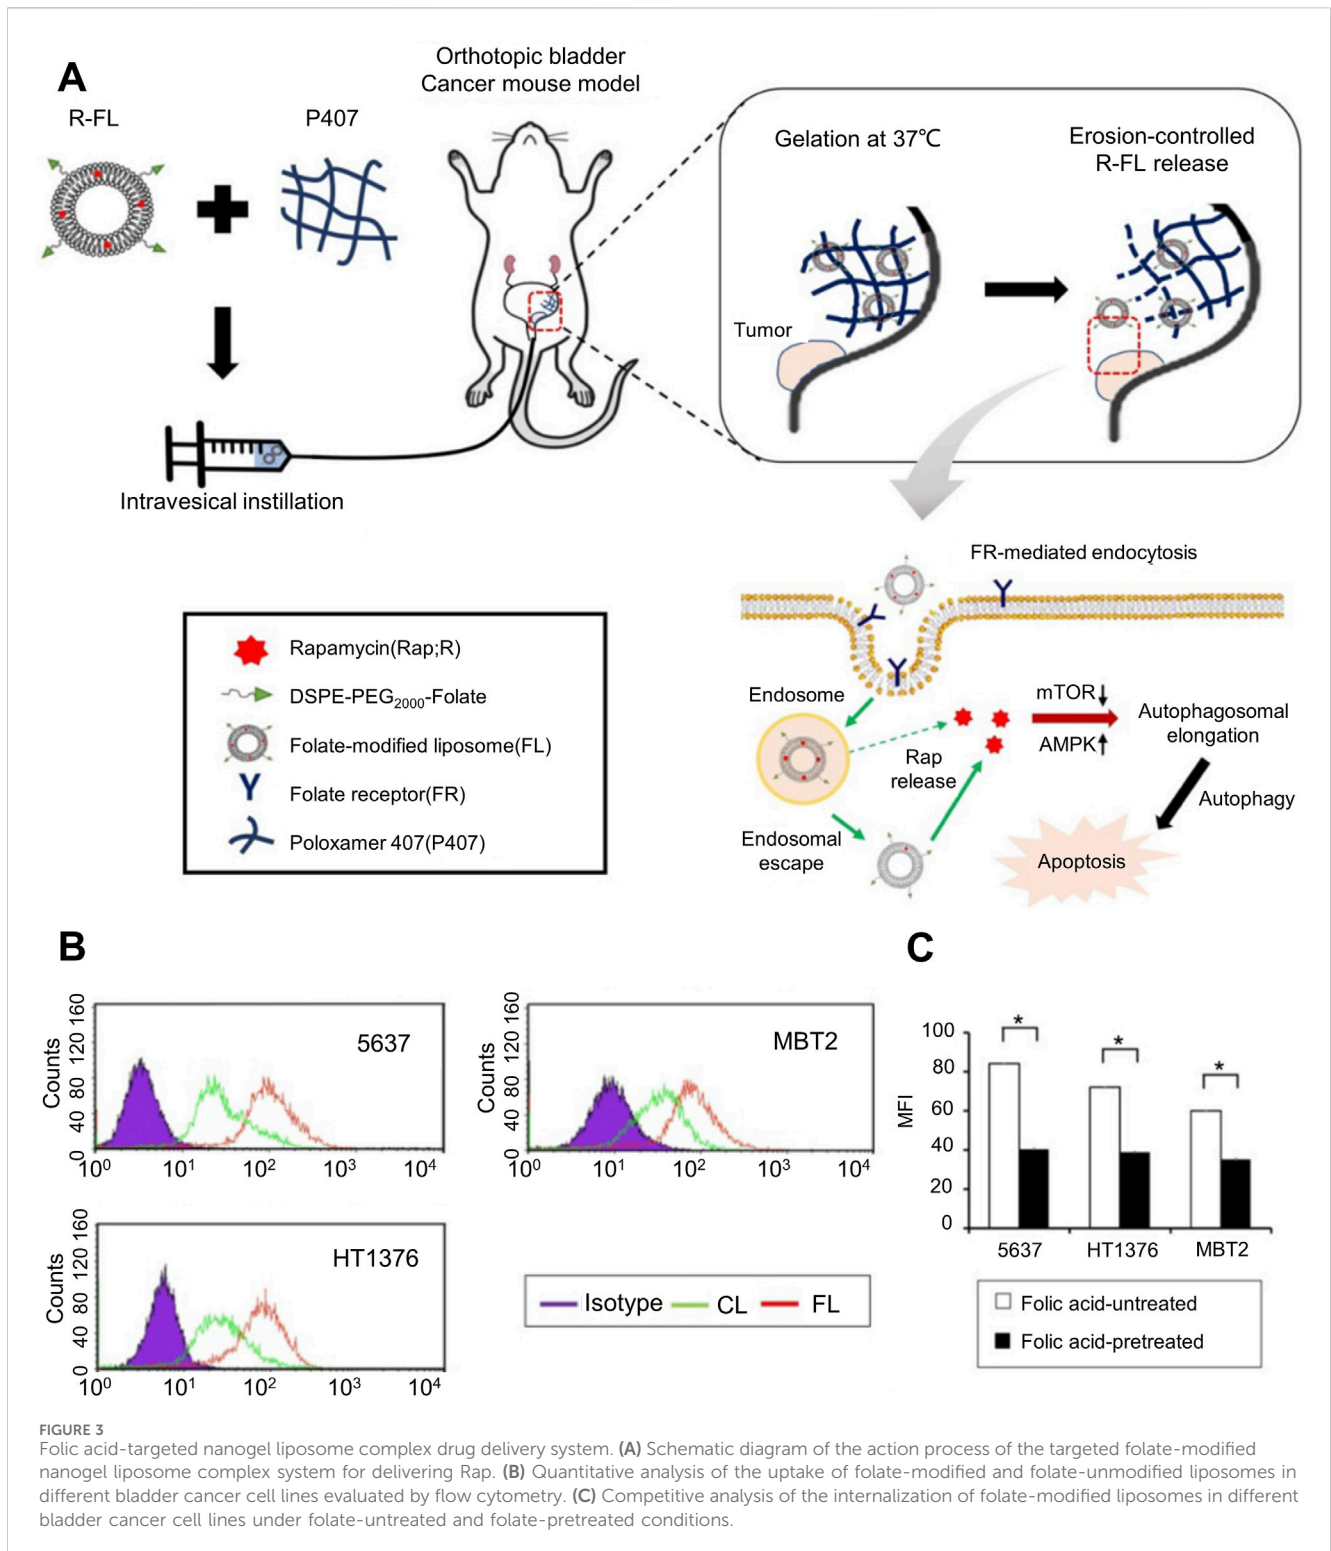 A
R-FL
P407
Orthotopic bladder
Cancer mouse model
Gelation at 37℃
Erosion-controlled
R-FL release
Tumor
Intravesical instillation
Rapamycin(Rap;R)
DSPE-PEG2000-Folate
Folate-modified liposome(FL)
Folate receptor(FR)
Poloxamer 407(P407)
FR-mediated endocytosis
Endosome
Rap
release
mTOR↓
AMPK↑
Autophagosomal
elongation
Autophagy
Endosomal
escape
Apoptosis
B
Counts
0 40 80 120 160
5637
10⁰ 10¹ 10² 10³ 10⁴
Counts
0 40 80 120 160
MBT2
10⁰ 10¹ 10² 10³ 10⁴
Counts
0 40 80 120 160
HT1376
10⁰ 10¹ 10² 10³ 10⁴
Isotype CL FL
C
MFI
100
80
60
40
20
0
* * *
5637 HT1376 MBT2
Folic acid-untreated
Folic acid-pretreated
FIGURE 3
Folic acid-targeted nanogel liposome complex drug delivery system. (A) Schematic diagram of the action process of the targeted folate-modified
nanogel liposome complex system for delivering Rap. (B) Quantitative analysis of the uptake of folate-modified and folate-unmodified liposomes in
different bladder cancer cell lines evaluated by flow cytometry. (C) Competitive analysis of the internalization of folate-modified liposomes in different
bladder cancer cell lines under folate-untreated and folate-pretreated conditions.